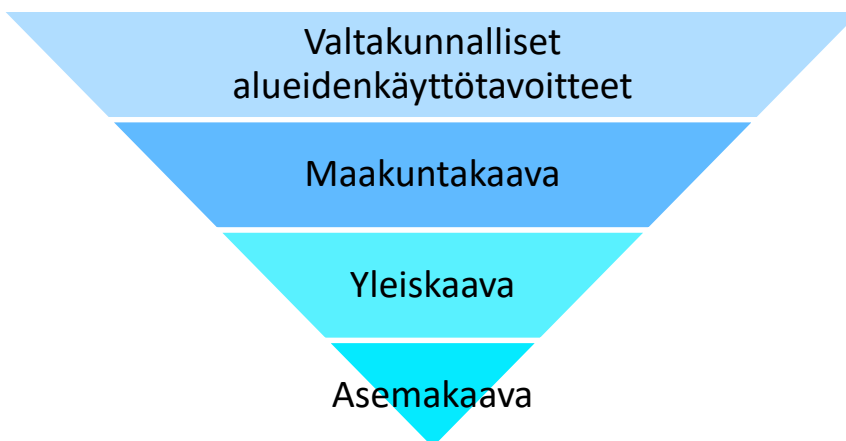 Valtakunnalliset
alueidenkäyttötavoitteet
Maakuntakaava
Yleiskaava
Asemakaava